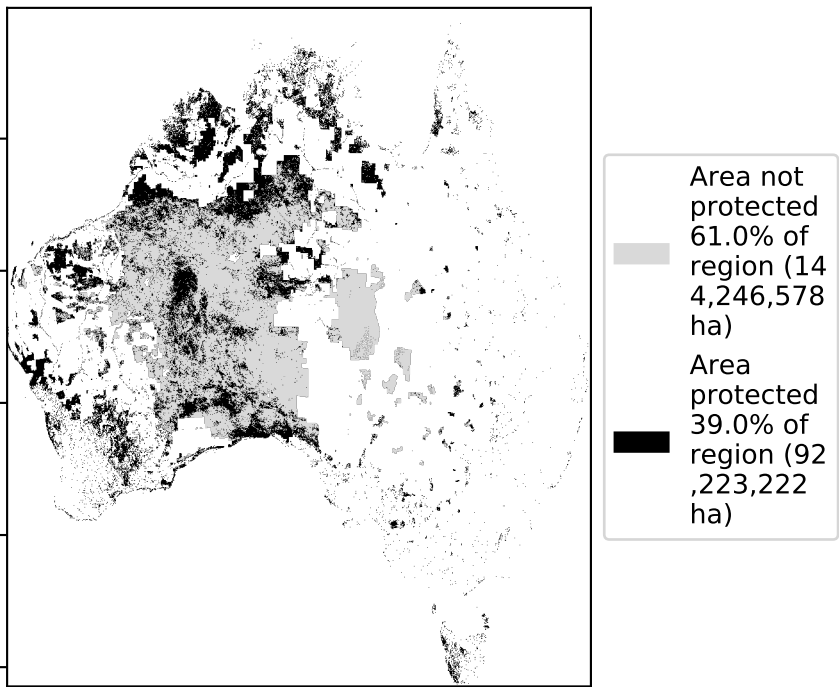 Area not
protected
61.0% of
region (14
4,246,578
ha)
Area
protected
39.0% of
region (92
,223,222
ha)